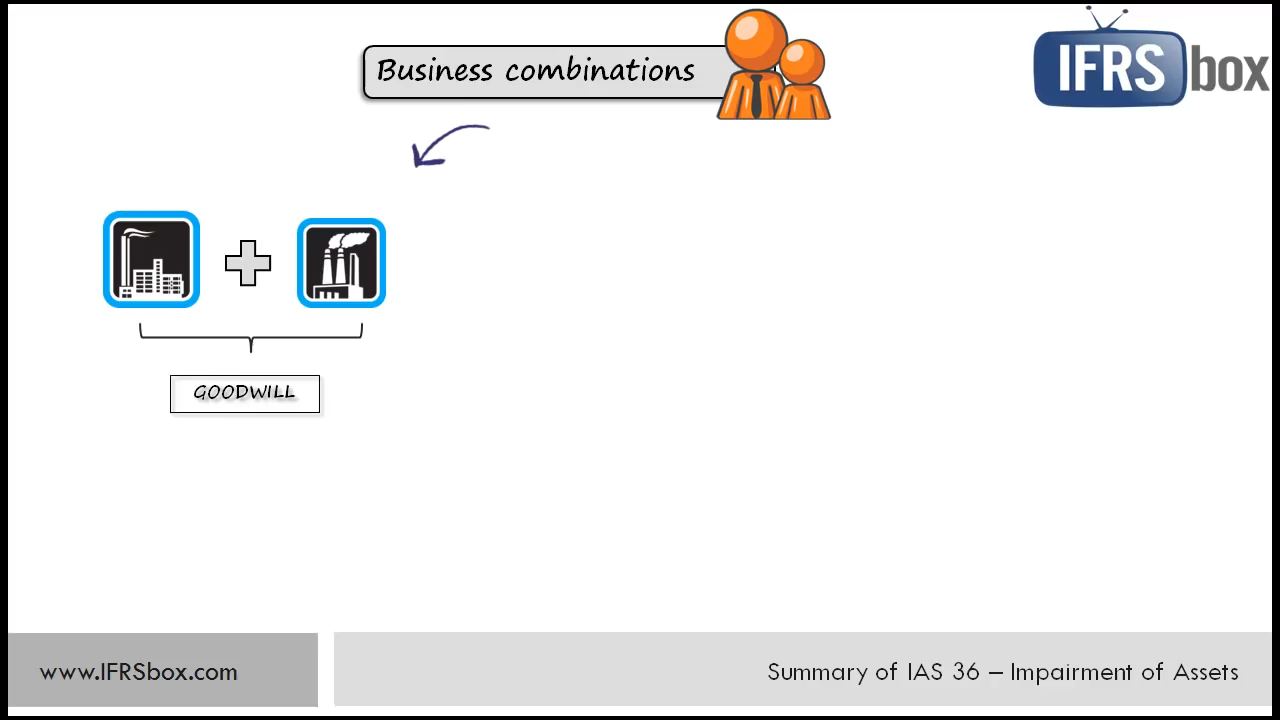 Business combinations
IFRS box
GOODWILL
www.IFRSbox.com
Summary of IAS 36 – Impairment of Assets